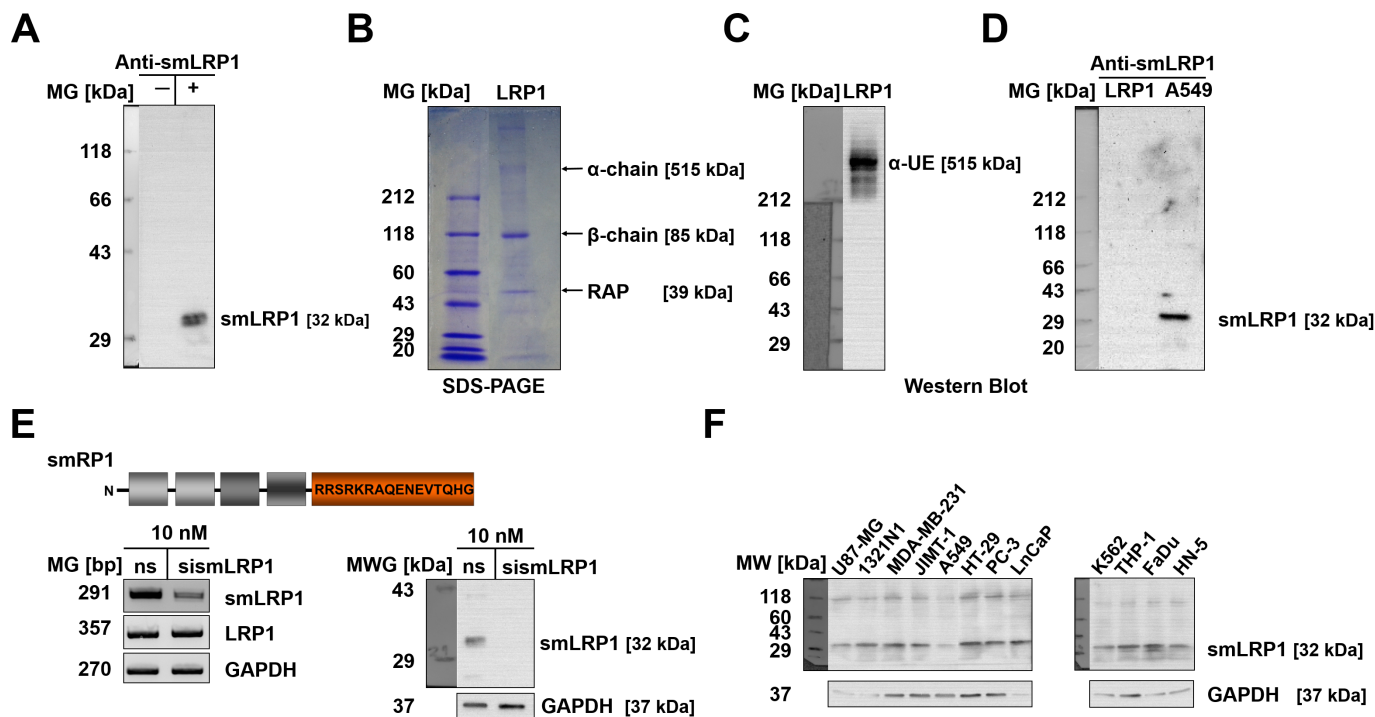 A
Anti-smLRP1
MG [kDa] — +
118
66
43
smLRP1 [32 kDa]
29
B
MG [kDa] LRP1
α-chain [515 kDa]
212
118 β-chain [85 kDa]
60
RAP [39 kDa]
43
29
20
SDS-PAGE
C
MG [kDa] LRP1
α-UE [515 kDa]
212
118
66
43
29
Western Blot
D
Anti-smLRP1
MG [kDa] LRP1 A549
212
118
66
43
29 smLRP1 [32 kDa]
20
E
smRP1
N RRSRKRAQENEVTQHG
10 nM
MG [bp] ns sismLRP1
291 smLRP1
357 LRP1
270 GAPDH
10 nM
MWG [kDa] ns sismLRP1
43
smLRP1 [32 kDa]
29
37 GAPDH [37 kDa]
F
MW [kDa] U87-MG 1321N1 MDA-MB-231 JIMT-1 A549 HT-29 PC-3 LnCaP
K562 THP-1 FaDu HN-5
118
60
43
29 smLRP1 [32 kDa]
37 GAPDH [37 kDa]